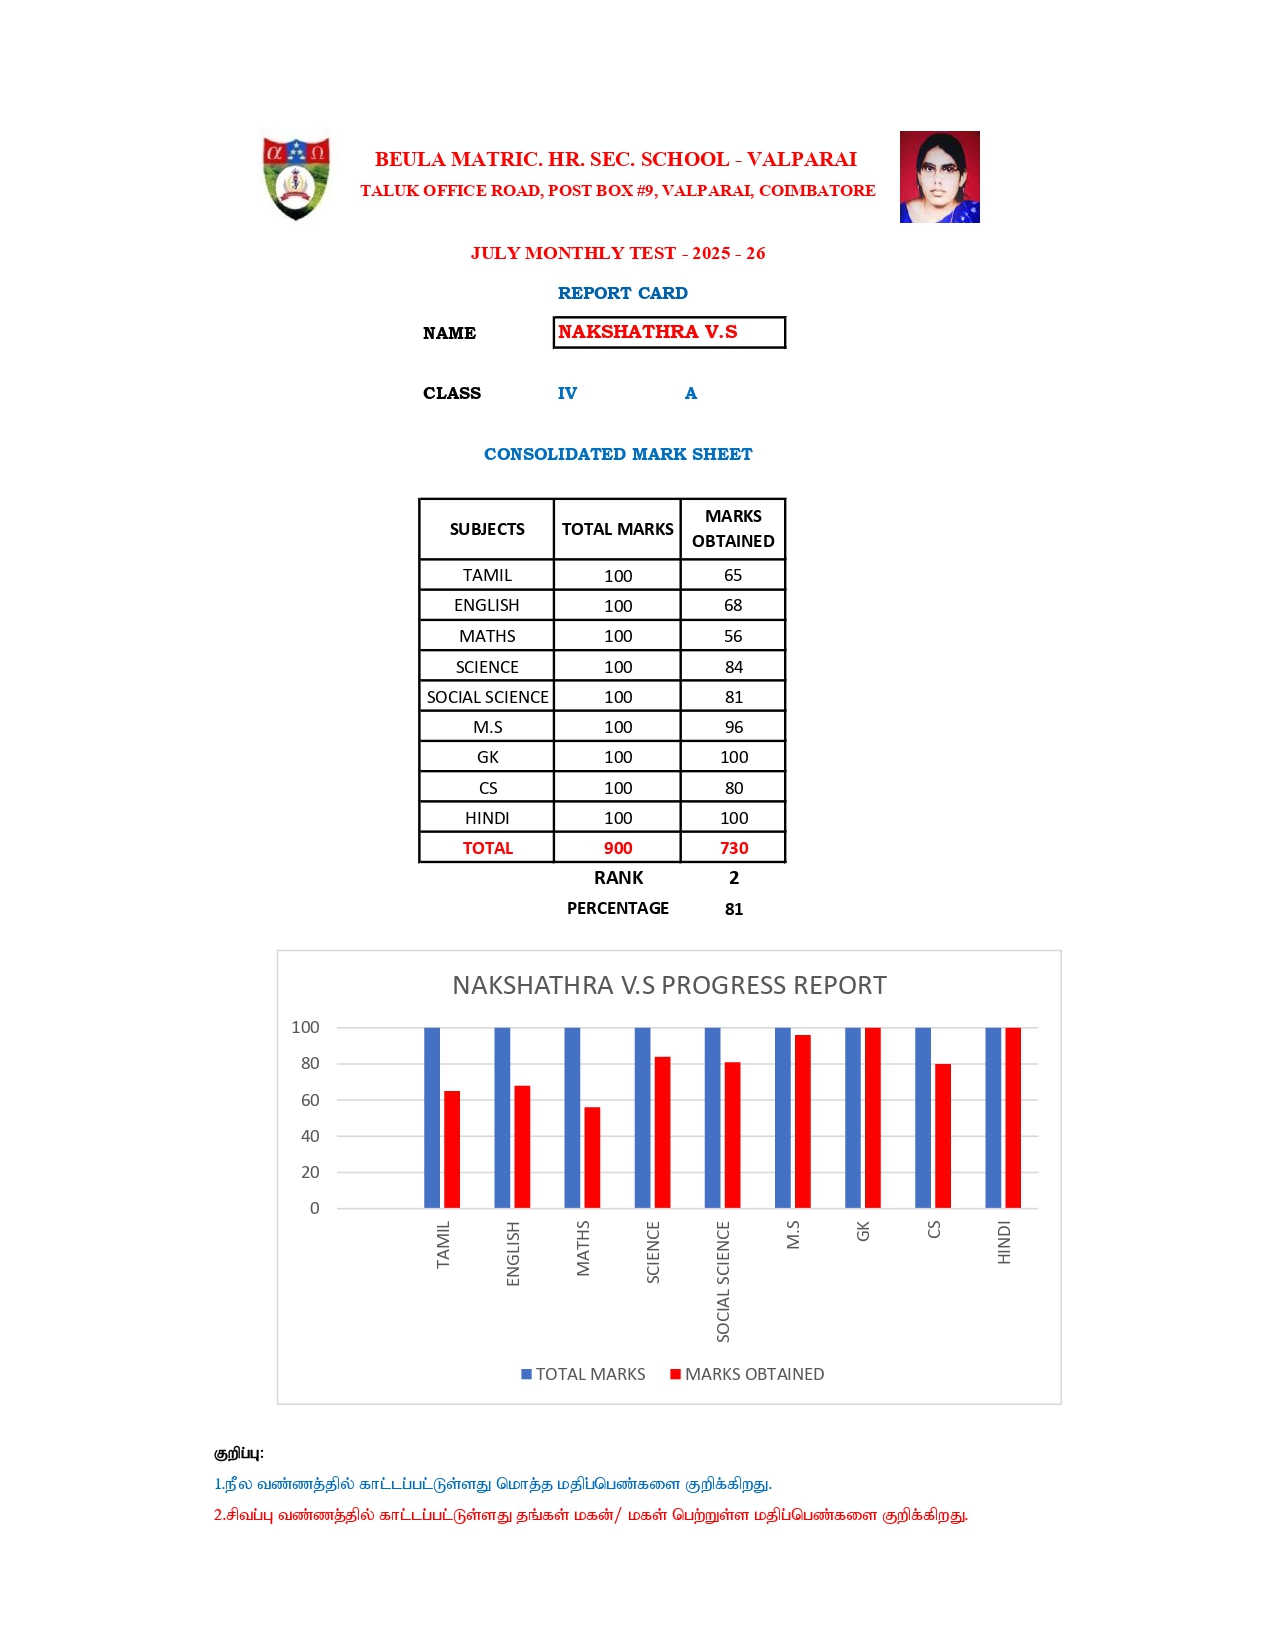 α Ω
BEULA MATRIC. HR. SEC. SCHOOL - VALPARAI
TALUK OFFICE ROAD, POST BOX #9, VALPARAI, COIMBATORE
JULY MONTHLY TEST - 2025 - 26
REPORT CARD
NAME NAKSHATHRA V.S
CLASS IV A
CONSOLIDATED MARK SHEET
SUBJECTS TOTAL MARKS MARKS OBTAINED
TAMIL 100 65
ENGLISH 100 68
MATHS 100 56
SCIENCE 100 84
SOCIAL SCIENCE 100 81
M.S 100 96
GK 100 100
CS 100 80
HINDI 100 100
TOTAL 900 730
RANK 2
PERCENTAGE 81
NAKSHATHRA V.S PROGRESS REPORT
100
80
60
40
20
0
TAMIL ENGLISH MATHS SCIENCE SOCIAL SCIENCE M.S GK CS HINDI
TOTAL MARKS MARKS OBTAINED
குறிப்பு:
1.நீல வண்ணத்தில் காட்டப்பட்டுள்ளது மொத்த மதிப்பெண்களை குறிக்கிறது.
2.சிவப்பு வண்ணத்தில் காட்டப்பட்டுள்ளது தங்கள் மகன்/ மகள் பெற்றுள்ள மதிப்பெண்களை குறிக்கிறது.